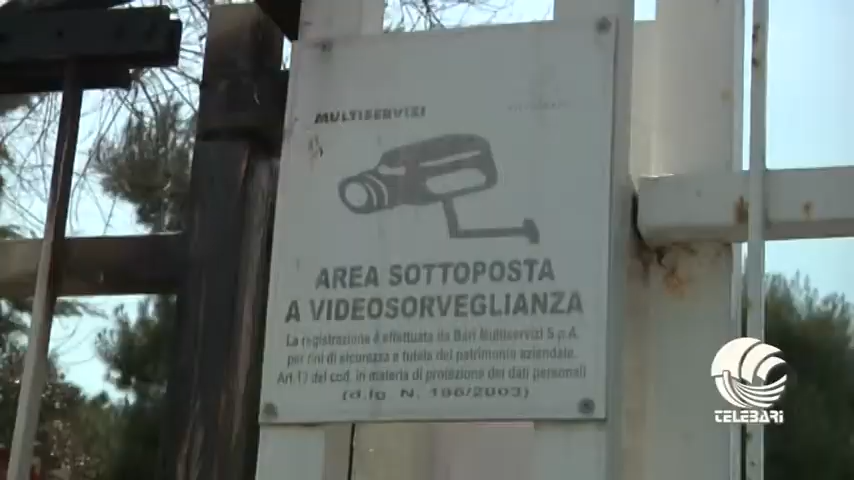 MULTISERVIZI
AREA SOTTOPOSTA
A VIDEOSORVEGLIANZA
La registrazione è effettuata da Bari Multiservizi S.p.A.
per fini di sicurezza e tutela del patrimonio aziendale.
Art.13 del cod. in materia di protezione dei dati personali
(d.lg N. 196/2003)
TELEBARI